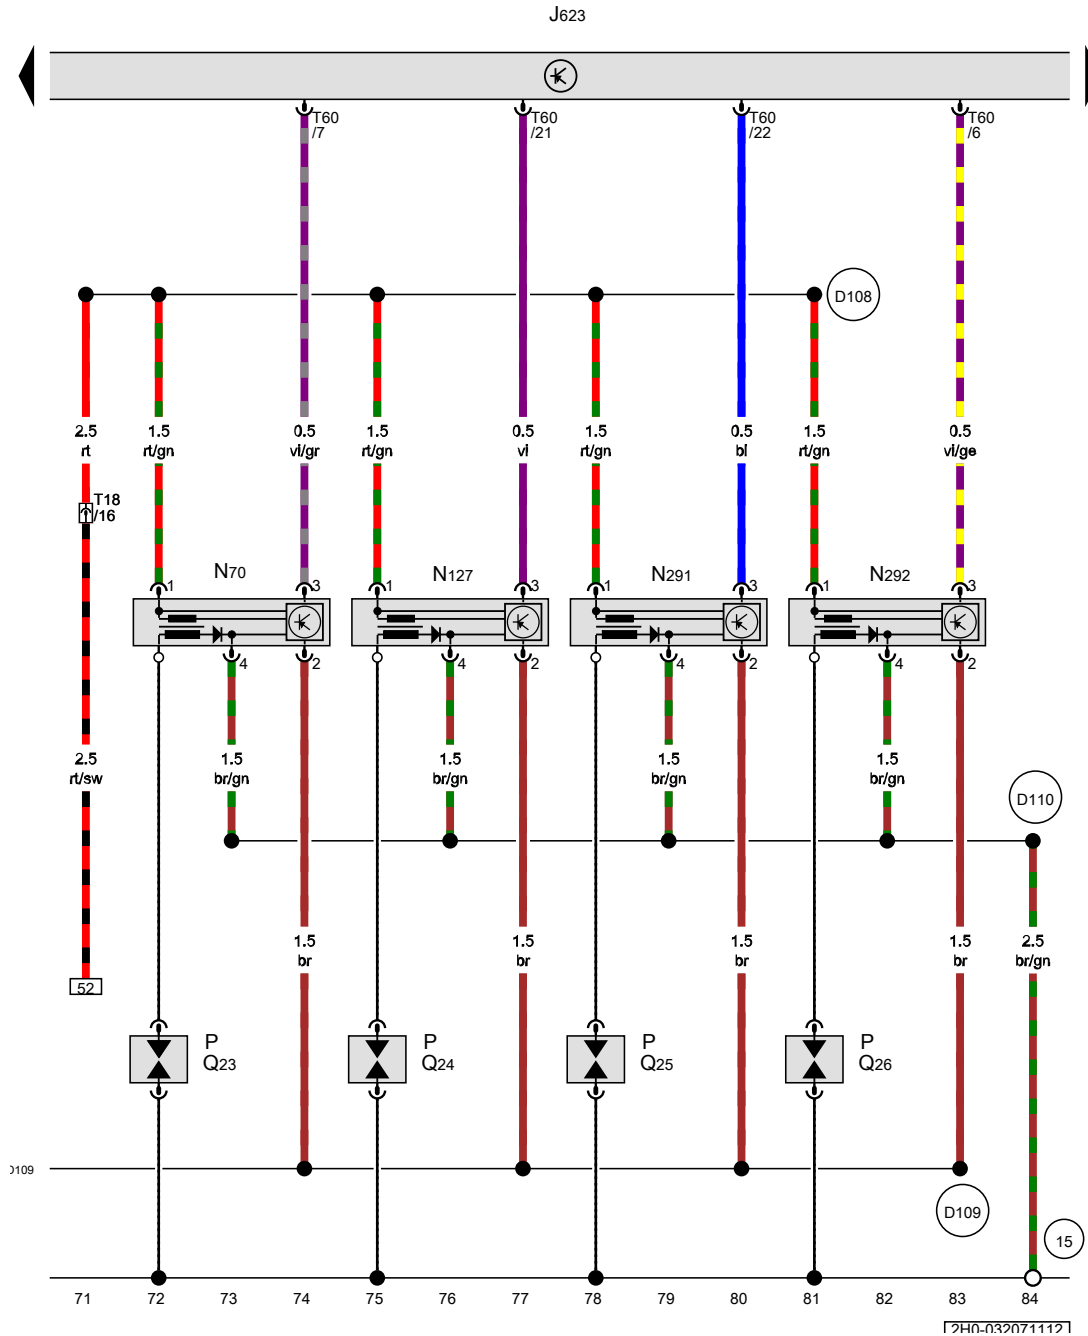 J623
T60 T60 T60 T60
/7 /21 /22 /6
D108
2.5 1.5 0.5 1.5 0.5 1.5 0.5 1.5 0.5
rt rt/gn vi/gr rt/gn vi rt/gn bl rt/gn vi/ge
T18
/16
N70 N127 N291 N292
1 3 1 3 1 3 1 3
4 2 4 2 4 2 4 2
2.5 1.5 1.5 1.5 1.5
rt/sw br/gn br/gn br/gn br/gn
D110
1.5 1.5 1.5 1.5 2.5
br br br br br/gn
52
P P P P
Q23 Q24 Q25 Q26
D109
D109
15
71 72 73 74 75 76 77 78 79 80 81 82 83 84
2H0-032071112